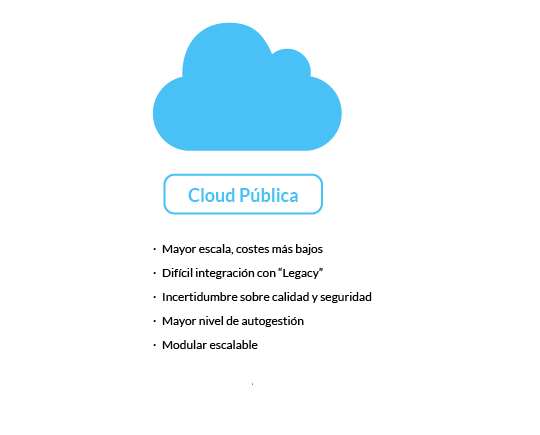 Cloud Pública
· Mayor escala, costes más bajos
· Difícil integración con “Legacy”
· Incertidumbre sobre calidad y seguridad
· Mayor nivel de autogestión
· Modular escalable
.